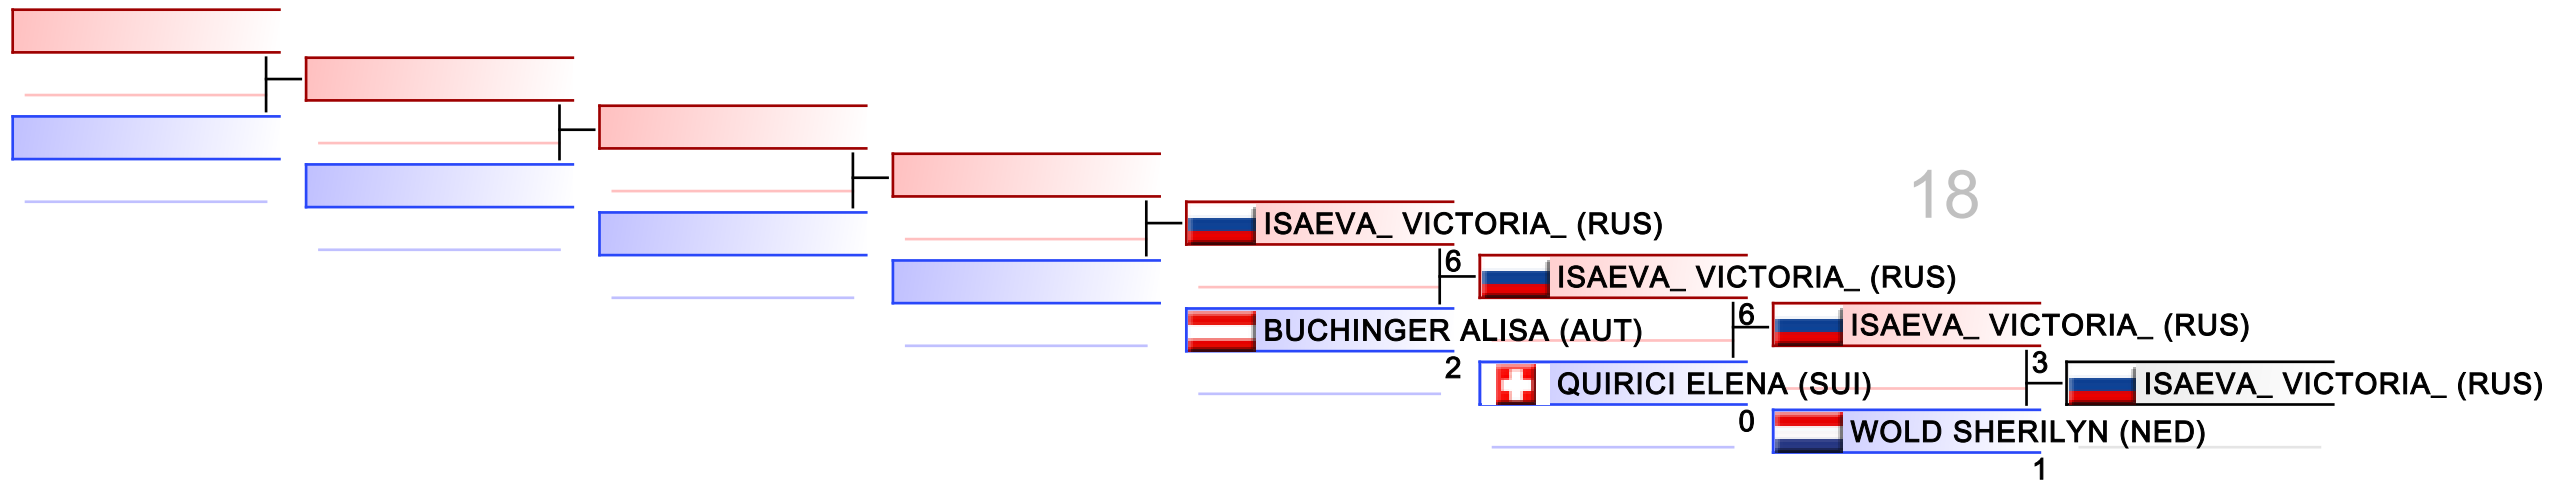 18
ISAEVA_ VICTORIA_ (RUS)
6
ISAEVA_ VICTORIA_ (RUS)
BUCHINGER ALISA (AUT)
2
6
ISAEVA_ VICTORIA_ (RUS)
QUIRICI ELENA (SUI)
0
3
ISAEVA_ VICTORIA_ (RUS)
WOLD SHERILYN (NED)
1